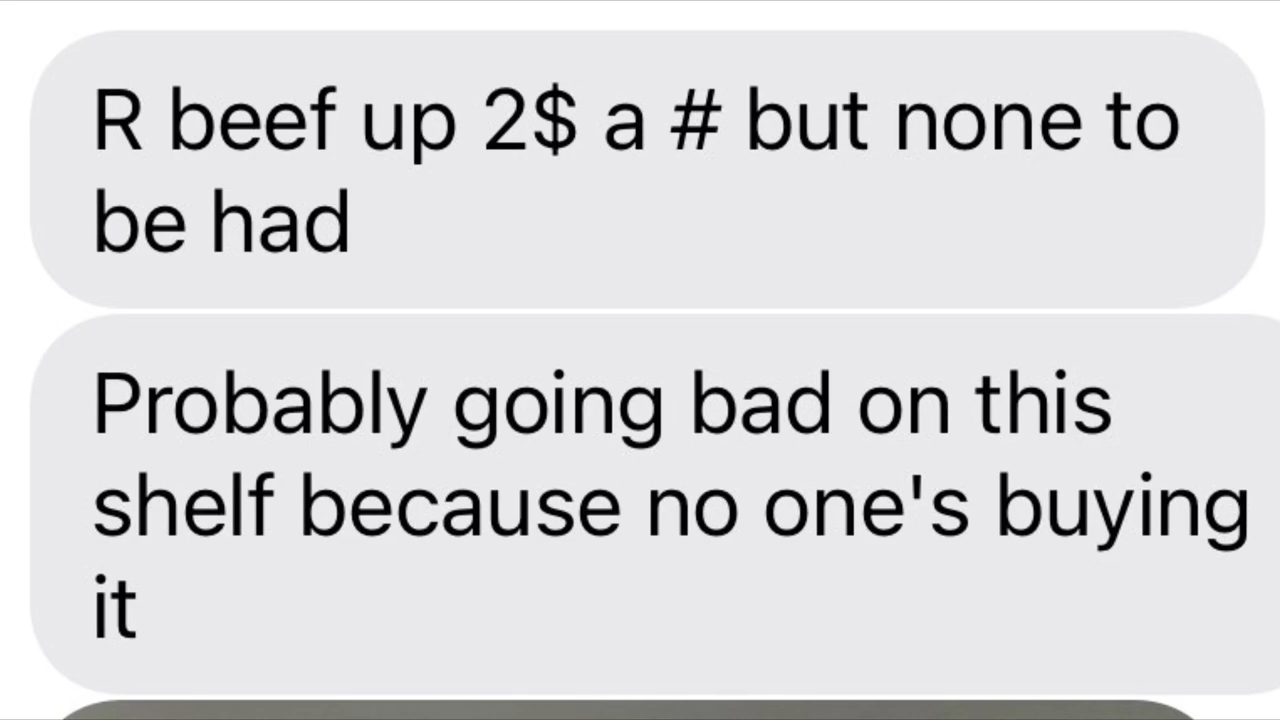 R beef up 2$ a # but none to
be had
Probably going bad on this
shelf because no one's buying
it